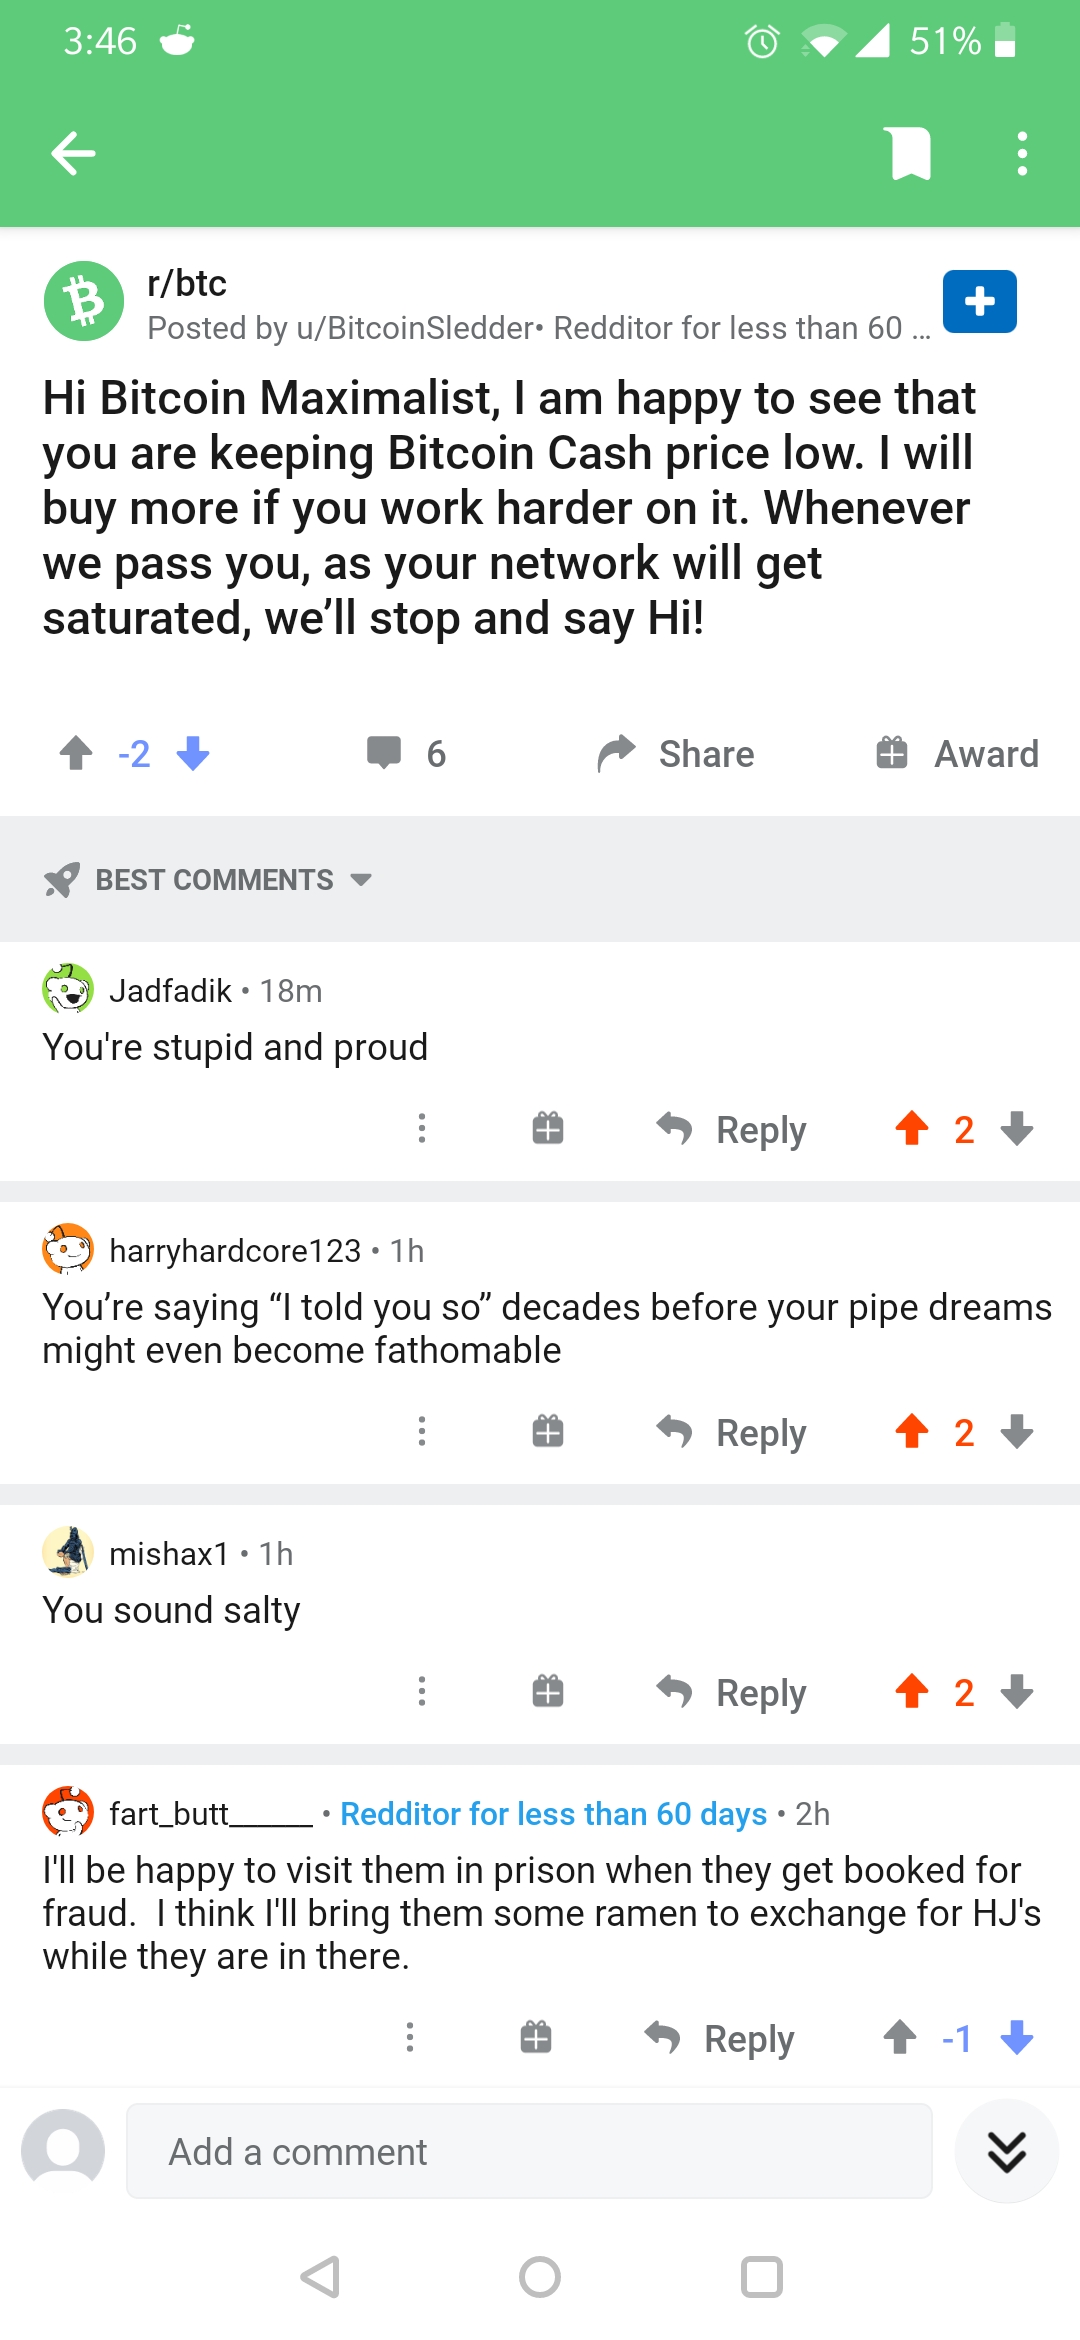 3:46
51%
r/btc
Posted by u/BitcoinSledder• Redditor for less than 60 ...
Hi Bitcoin Maximalist, I am happy to see that
you are keeping Bitcoin Cash price low. I will
buy more if you work harder on it. Whenever
we pass you, as your network will get
saturated, we’ll stop and say Hi!
-2
6
Share
Award
BEST COMMENTS
Jadfadik • 18m
You're stupid and proud
Reply
2
harryhardcore123 • 1h
You’re saying “I told you so” decades before your pipe dreams
might even become fathomable
Reply
2
mishax1 • 1h
You sound salty
Reply
2
fart_butt_____ • Redditor for less than 60 days • 2h
I'll be happy to visit them in prison when they get booked for
fraud.  I think I'll bring them some ramen to exchange for HJ's
while they are in there.
Reply
-1
Add a comment